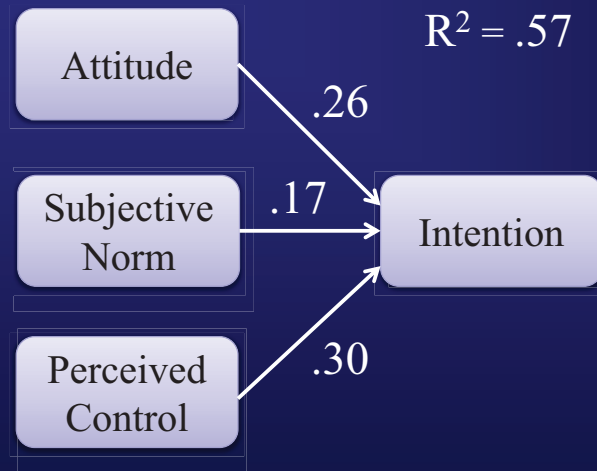 Attitude
R² = .57
.26
Subjective
Norm
.17
Intention
Perceived
Control
.30